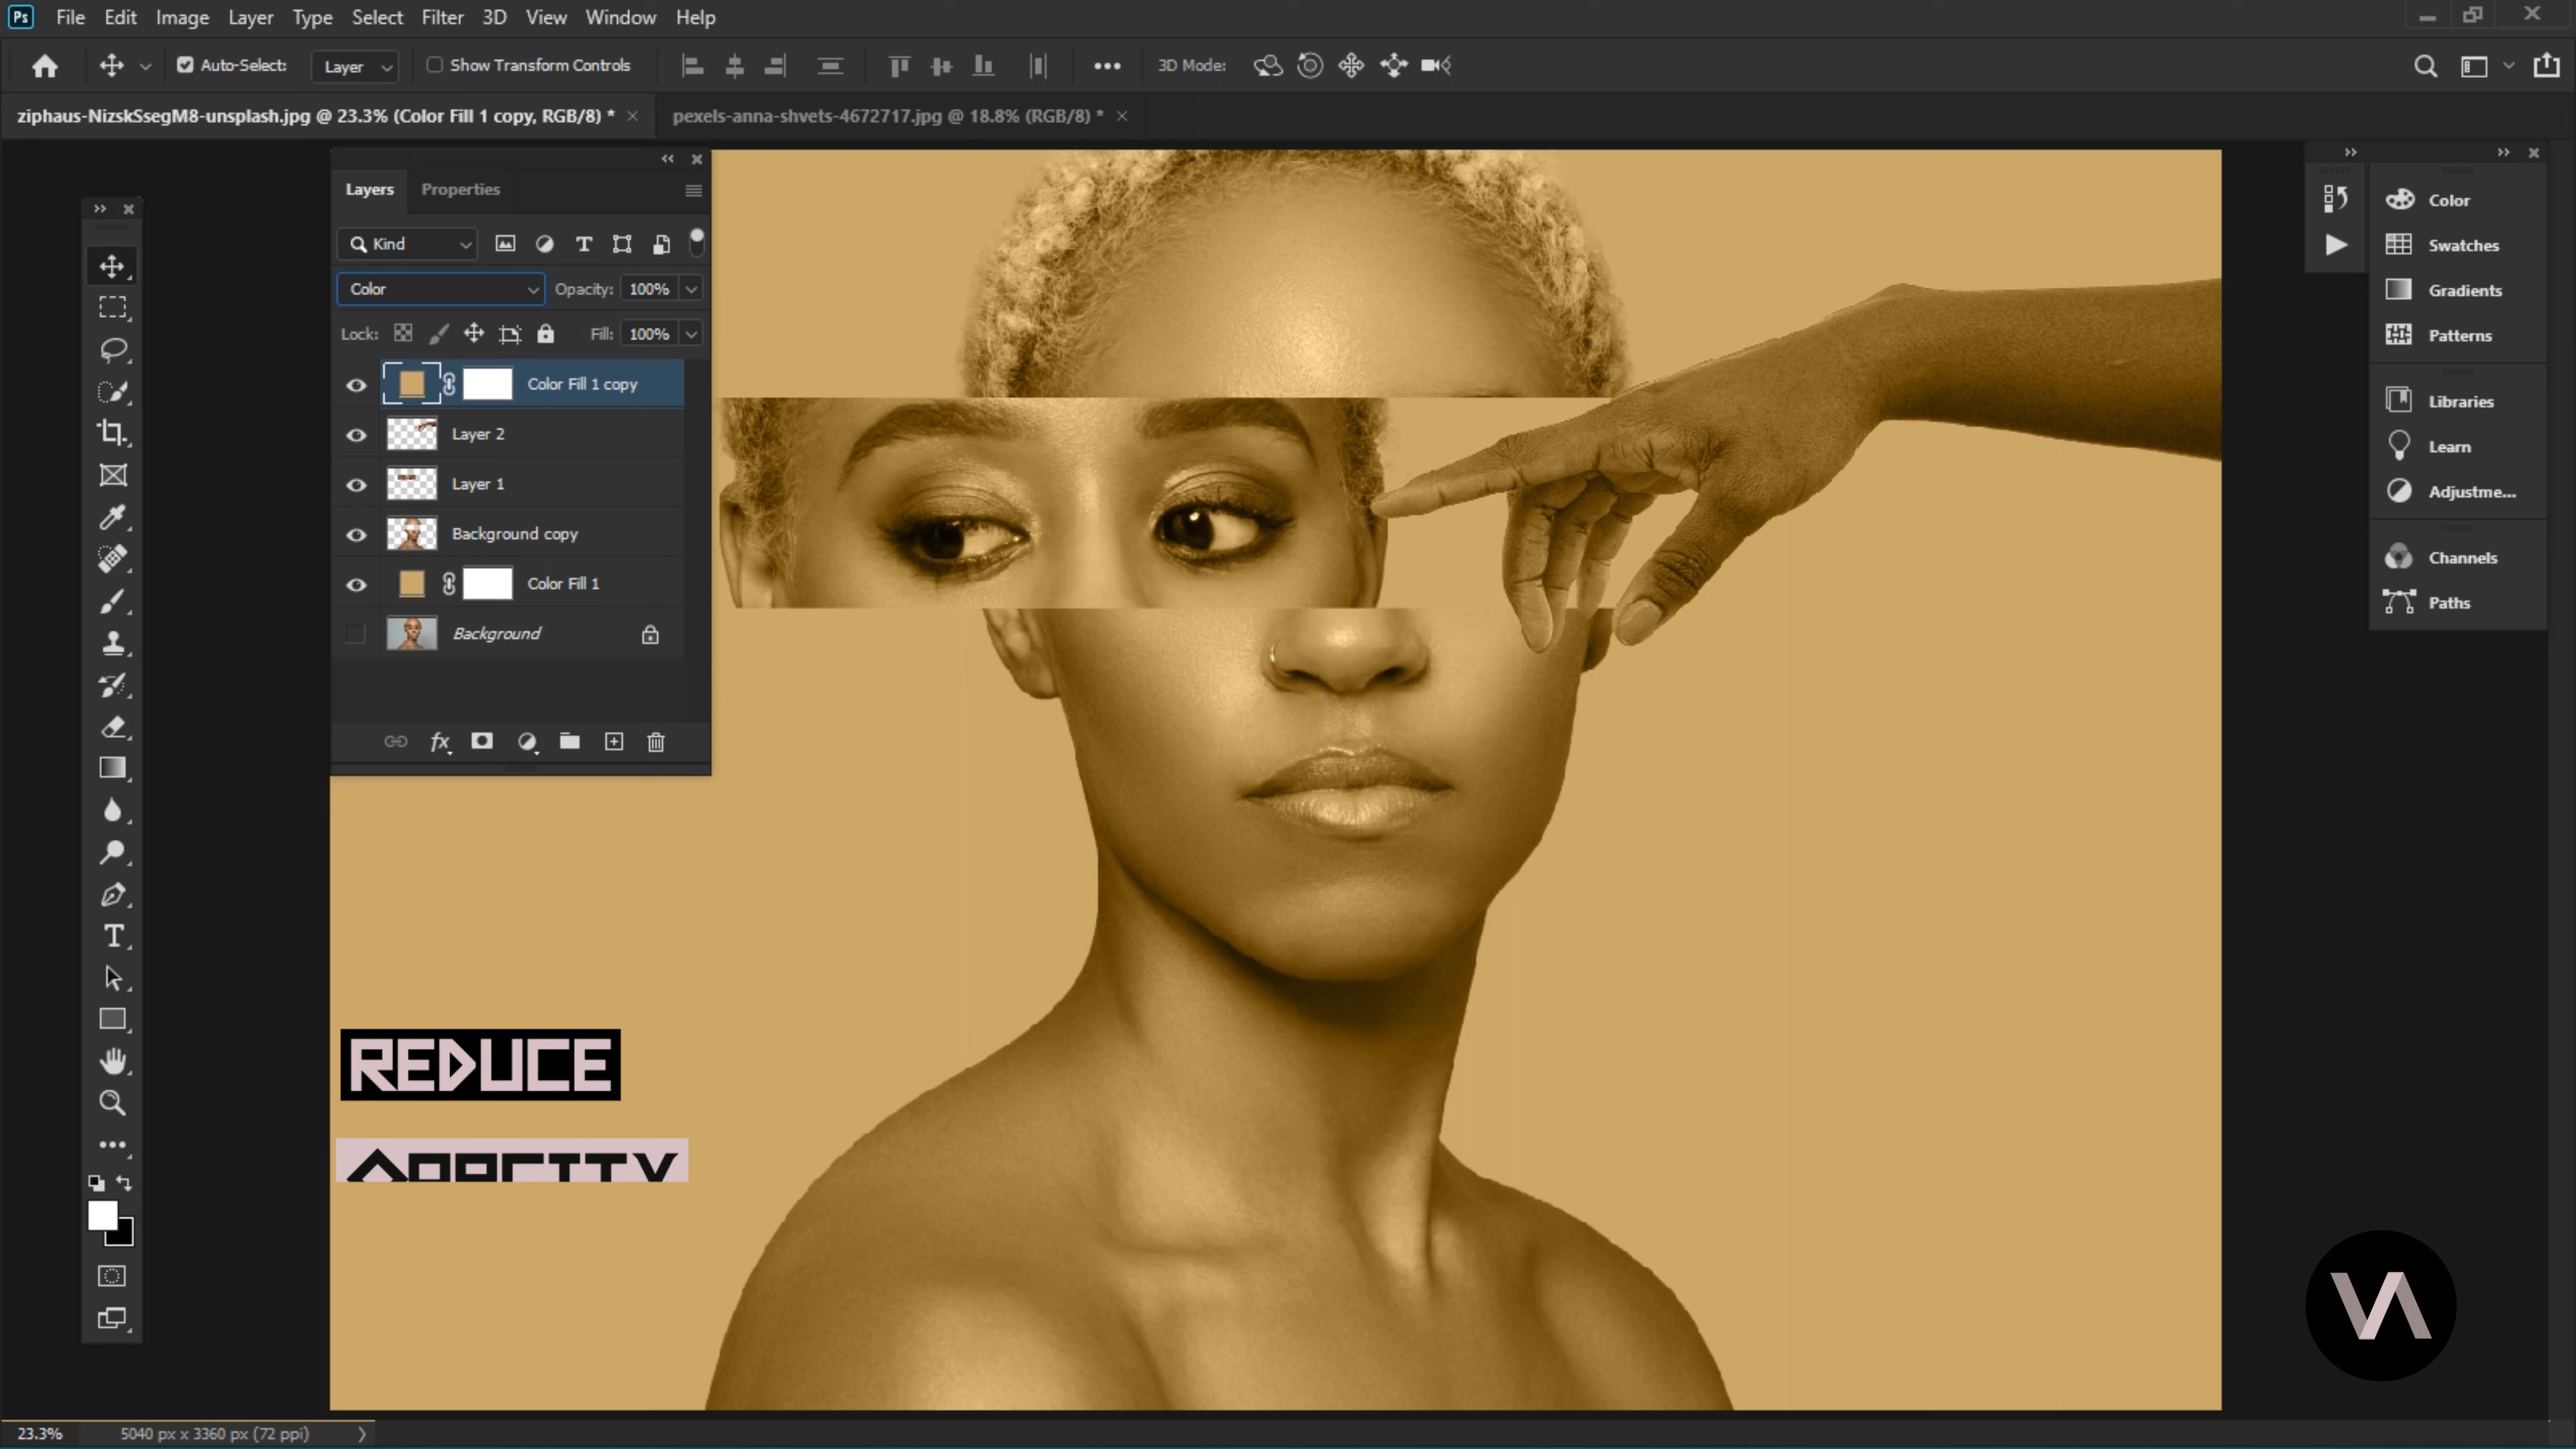 Ps File Edit Image Layer Type Select Filter 3D View Window Help
Auto-Select: Layer Show Transform Controls 3D Mode:
ziphaus-NizskSsegM8-unsplash.jpg @ 23.3% (Color Fill 1 copy, RGB/8) * pexels-anna-shvets-4672717.jpg @ 18.8% (RGB/8) *
Layers Properties
Kind
Color Opacity: 100%
Lock: Fill: 100%
Color Fill 1 copy
Layer 2
Layer 1
Background copy
Color Fill 1
Background
Color
Swatches
Gradients
Patterns
Libraries
Learn
Adjustme...
Channels
Paths
REDUCE
VA
23.3% 5040 px x 3360 px (72 ppi)